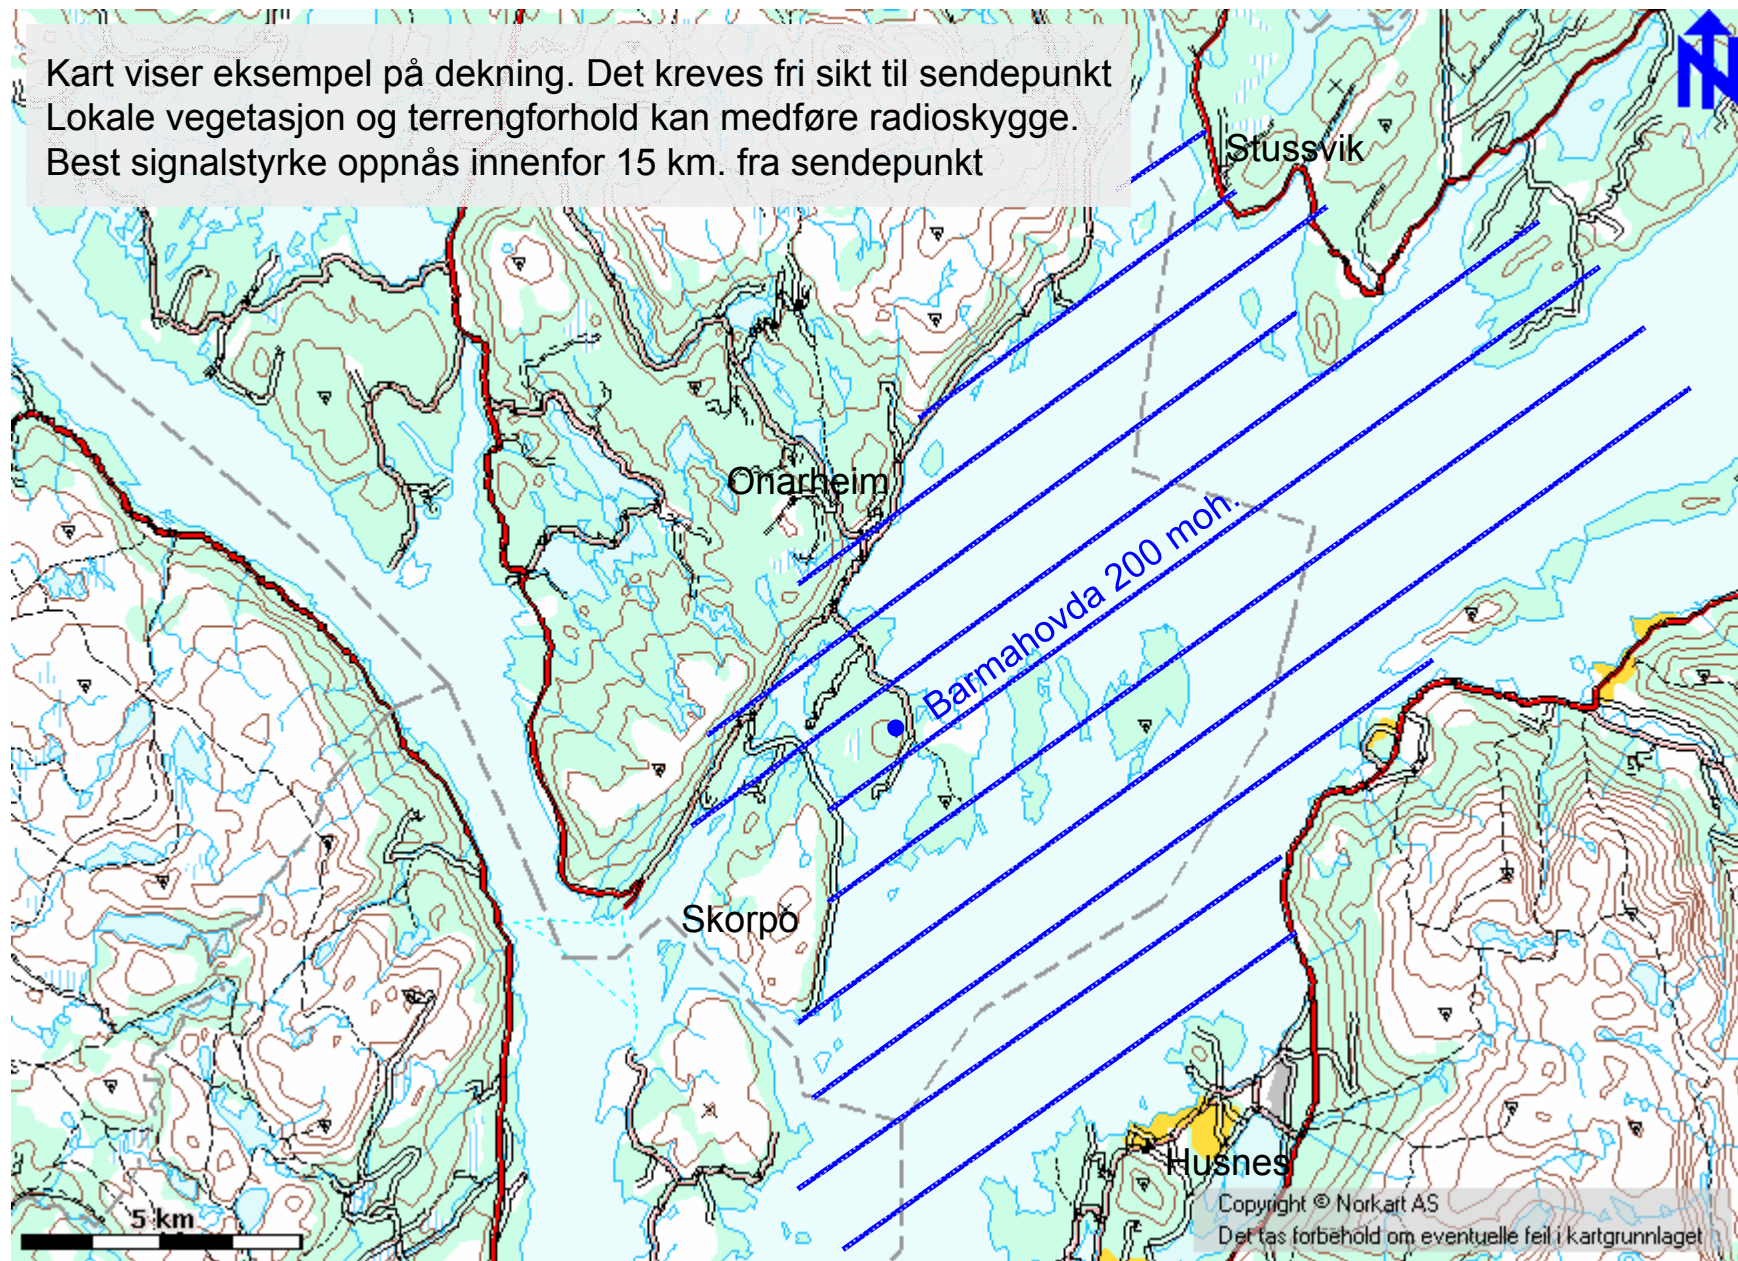 Kart viser eksempel på dekning. Det kreves fri sikt til sendepunkt
Lokale vegetasjon og terrengforhold kan medføre radioskygge.
Best signalstyrke oppnås innenfor 15 km. fra sendepunkt
N
Stussvik
Onarheim
Barmahovda 200 moh.
Skorpo
Husnes
5 km
Copyright © Norkart AS
Det tas forbehold om eventuelle feil i kartgrunnlaget